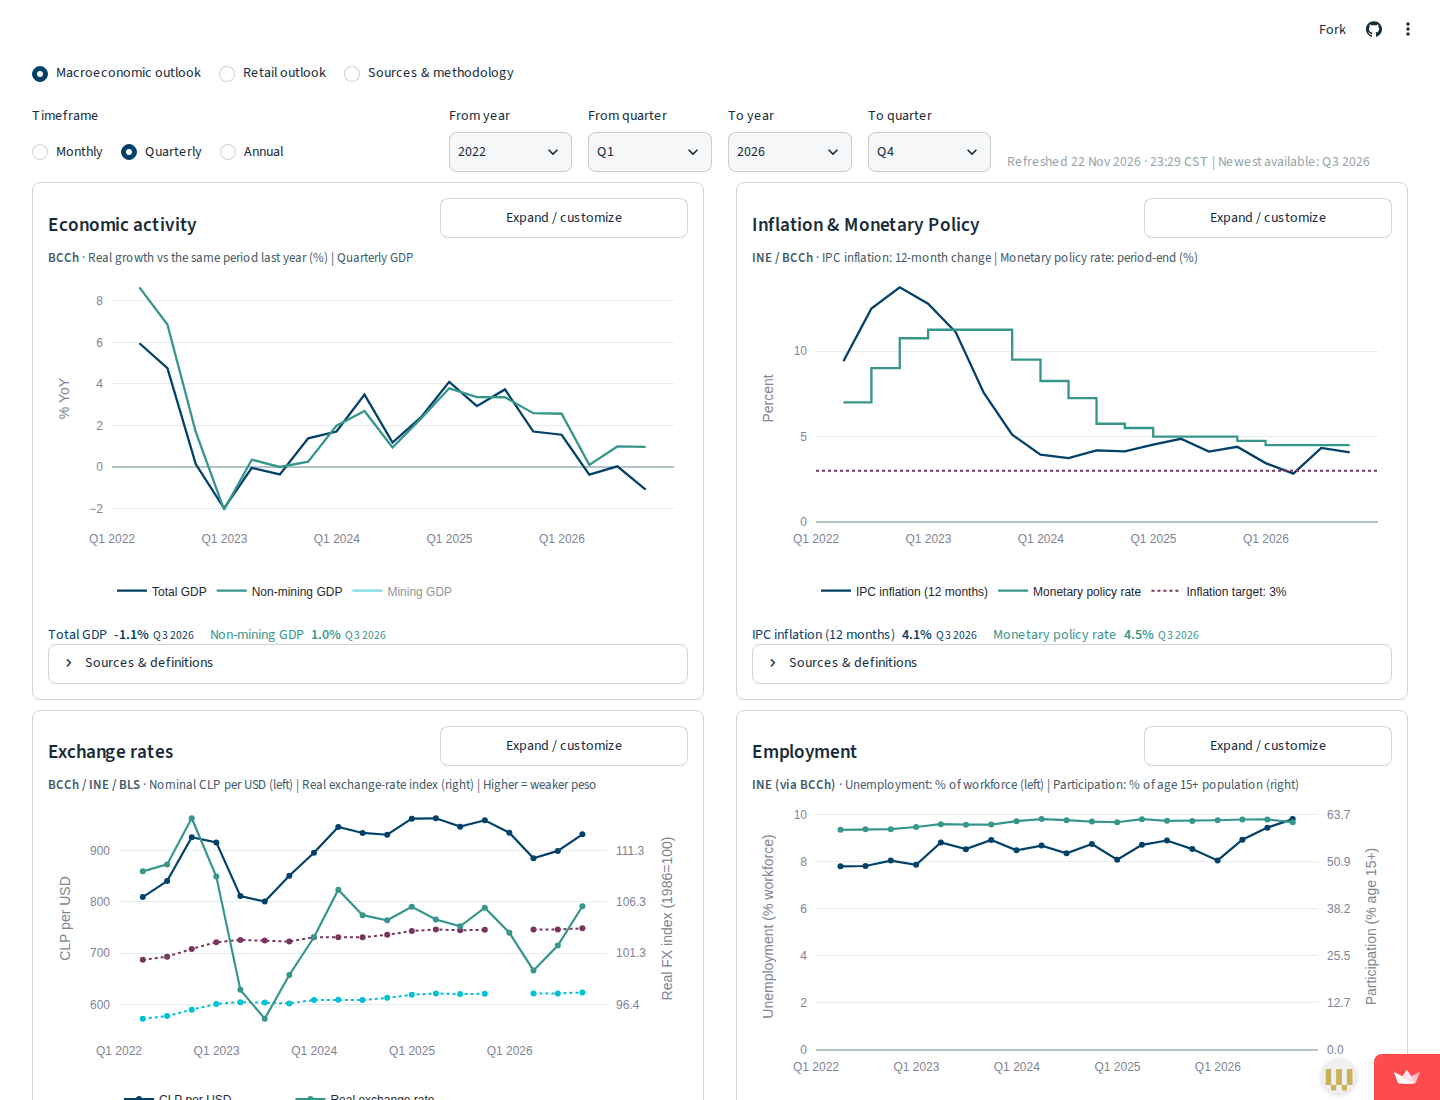 Fork
Macroeconomic outlook Retail outlook Sources & methodology
Timeframe From year From quarter To year To quarter
Monthly Quarterly Annual 2022 Q1 2026 Q4 Refreshed 22 Nov 2026 · 23:29 CST | Newest available: Q3 2026
Economic activity Expand / customize
BCCh · Real growth vs the same period last year (%) | Quarterly GDP
8
6
4
2
0
−2
% YoY
Q1 2022 Q1 2023 Q1 2024 Q1 2025 Q1 2026
Total GDP Non-mining GDP Mining GDP
Total GDP -1.1% Q3 2026 Non-mining GDP 1.0% Q3 2026
Sources & definitions
Inflation & Monetary Policy Expand / customize
INE / BCCh · IPC inflation: 12-month change | Monetary policy rate: period-end (%)
10
5
0
Percent
Q1 2022 Q1 2023 Q1 2024 Q1 2025 Q1 2026
IPC inflation (12 months) Monetary policy rate Inflation target: 3%
IPC inflation (12 months) 4.1% Q3 2026 Monetary policy rate 4.5% Q3 2026
Sources & definitions
Exchange rates Expand / customize
BCCh / INE / BLS · Nominal CLP per USD (left) | Real exchange-rate index (right) | Higher = weaker peso
900 111.3
800 106.3
700 101.3
600 96.4
CLP per USD
Real FX index (1986=100)
Q1 2022 Q1 2023 Q1 2024 Q1 2025 Q1 2026
CLP per USD Real exchange rate
Employment Expand / customize
INE (via BCCh) · Unemployment: % of workforce (left) | Participation: % of age 15+ population (right)
10 63.7
8 50.9
6 38.2
4 25.5
2 12.7
0 0.0
Unemployment (% workforce)
Participation (% age 15+)
Q1 2022 Q1 2023 Q1 2024 Q1 2025 Q1 2026